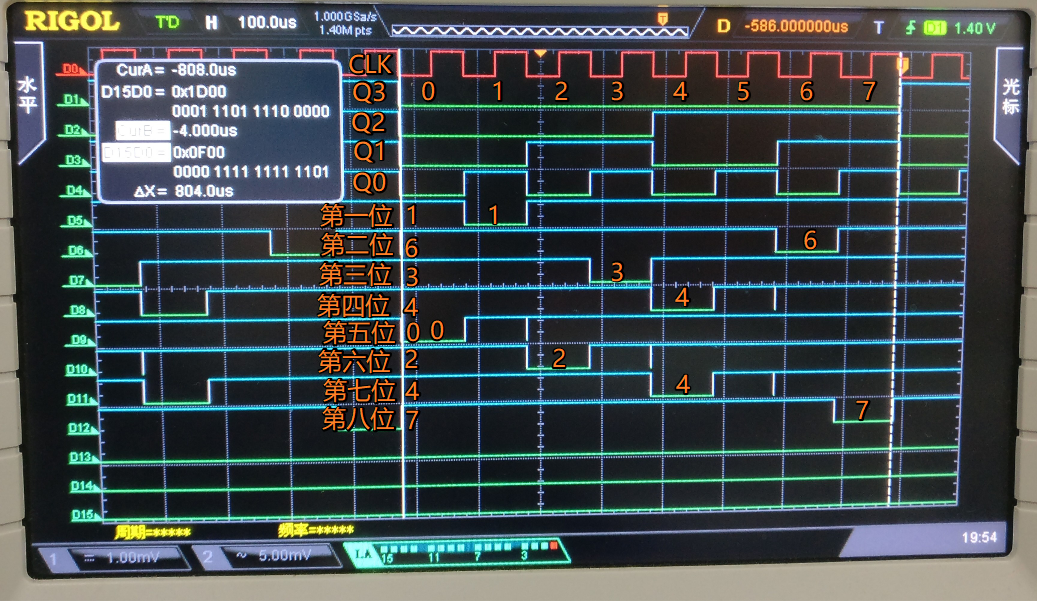 RIGOL T'D H 100.0us 1.000GSa/s 1.40M pts D -586.000000us T D1 1.40 V
水平
光标
CurA = -808.0us
D15D0 = 0x1D00
0001 1101 1110 0000
CurB = -4.000us
D15D0 = 0x0F00
0000 1111 1111 1101
ΔX = 804.0us
D0 CLK
D1 Q3 0 1 2 3 4 5 6 7
D2 Q2
D3 Q1
D4 Q0
D5 第一位 1 1
D6 第二位 6 6
D7 第三位 3 3
D8 第四位 4 4
D9 第五位 0 0
D10 第六位 2 2
D11 第七位 4 4
D12 第八位 7 7
D13
D14
D15
周期=***** 频率=*****
1 1.00mV 2 ~ 5.00mV LA 15 11 7 3 19:54